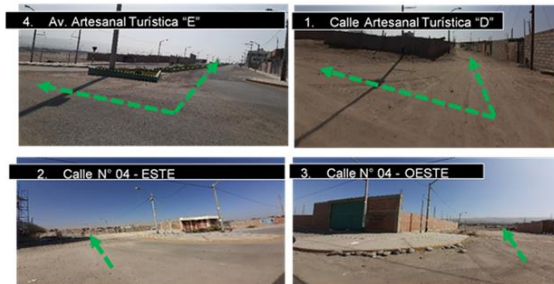 4. Av. Artesanal Turística “E”
1. Calle Artesanal Turística “D”
2. Calle N° 04 - ESTE
3. Calle N° 04 - OESTE